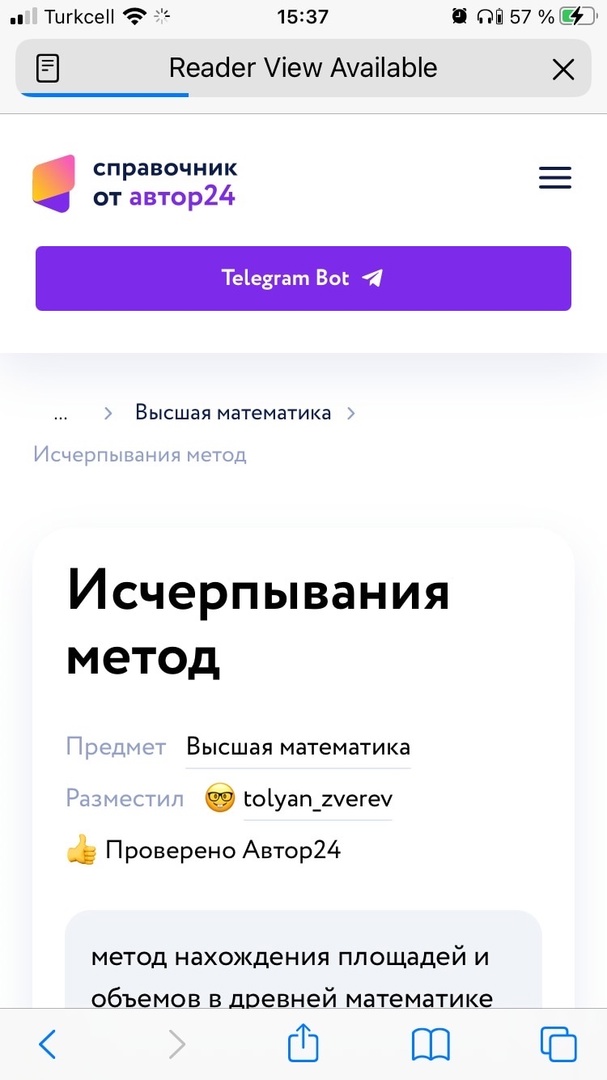 Turkcell 15:37 57 %
Reader View Available
справочник
от автор24
Telegram Bot
... > Высшая математика >
Исчерпывания метод
Исчерпывания
метод
Предмет Высшая математика
Разместил 🤓 tolyan_zverev
👍 Проверено Автор24
метод нахождения площадей и
объемов в древней математике